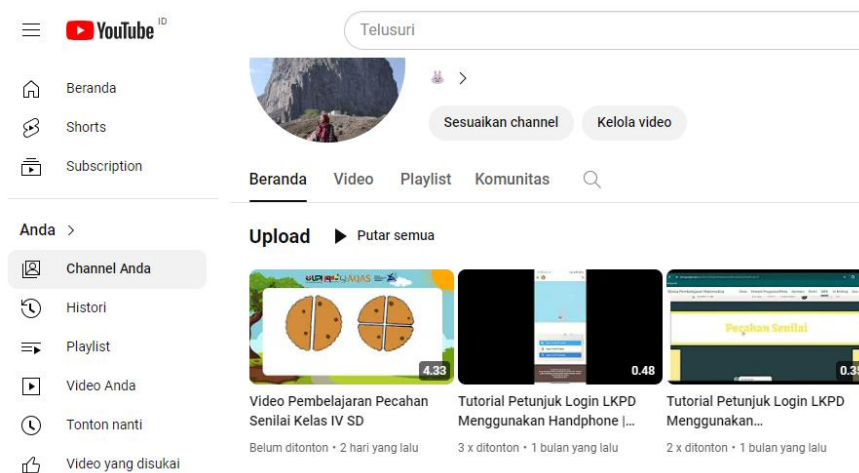 YouTube ID
Telusuri
Beranda
Shorts
Subscription
Anda
Channel Anda
Histori
Playlist
Video Anda
Tonton nanti
Video yang disukai
Sesuaikan channel Kelola video
Beranda Video Playlist Komunitas
Upload Putar semua
4.33
0.48
Pecahan Senilai
0.35
Video Pembelajaran Pecahan
Senilai Kelas IV SD
Belum ditonton • 2 hari yang lalu
Tutorial Petunjuk Login LKPD
Menggunakan Handphone |...
3 x ditonton • 1 bulan yang lalu
Tutorial Petunjuk Login LKPD
Menggunakan...
2 x ditonton • 1 bulan yang lalu